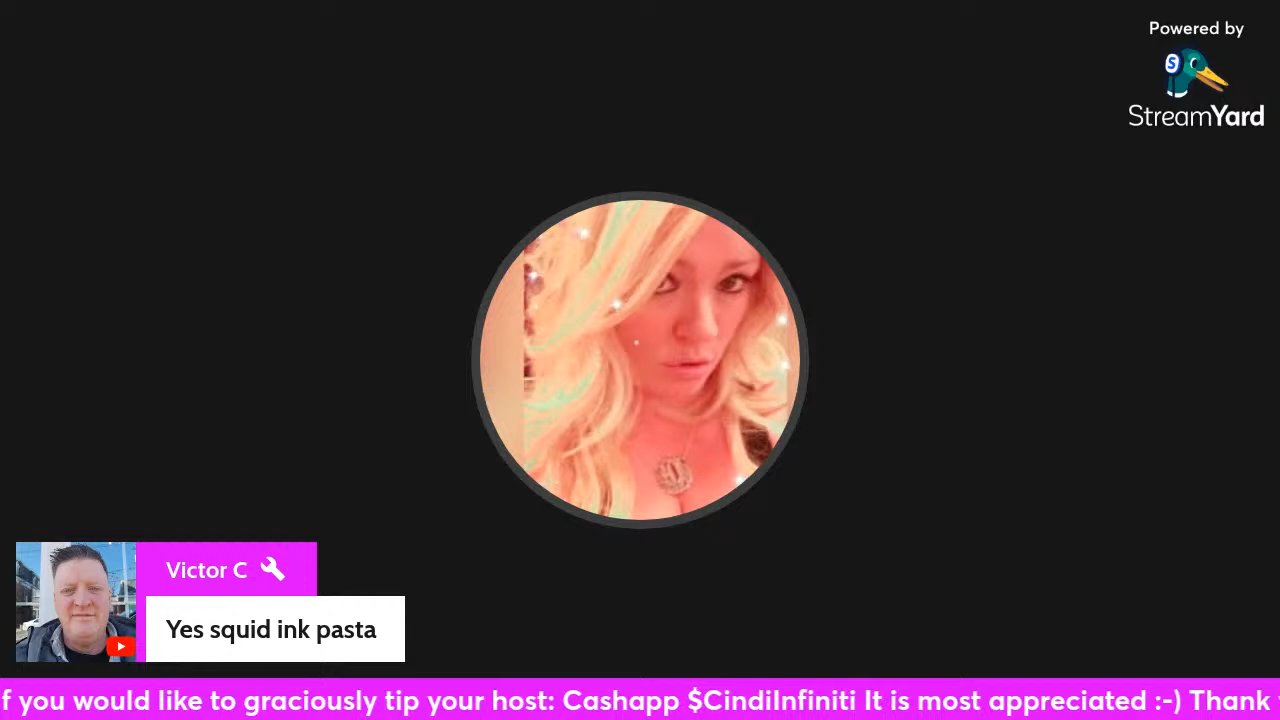 Powered by
S
StreamYard
Victor C
Yes squid ink pasta
f you would like to graciously tip your host: Cashapp $CindiInfiniti It is most appreciated :-) Thank